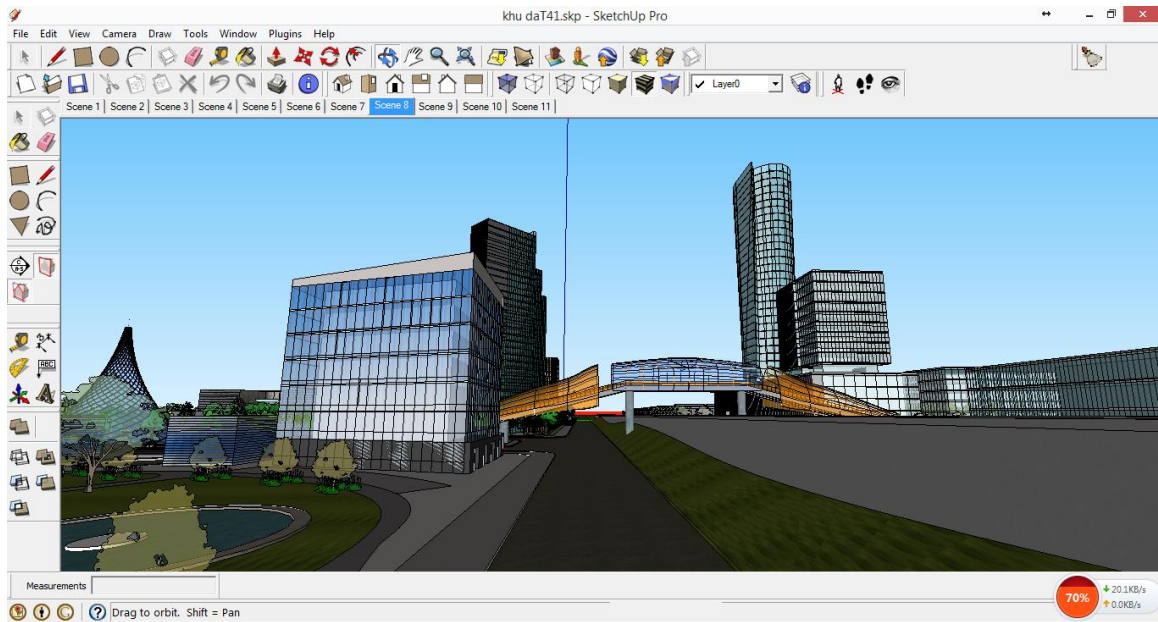 khu daT41.skp - SketchUp Pro
File Edit View Camera Draw Tools Window Plugins Help
Layer0
Scene 1 Scene 2 Scene 3 Scene 4 Scene 5 Scene 6 Scene 7 Scene 8 Scene 9 Scene 10 Scene 11
ABC
A
Measurements
70%
20.1KB/s
0.0KB/s
Drag to orbit. Shift = Pan